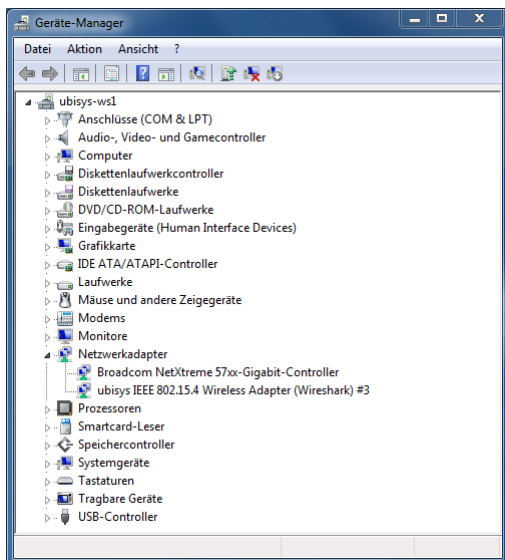 Geräte-Manager
Datei Aktion Ansicht ?
ubisys-ws1
Anschlüsse (COM & LPT)
Audio-, Video- und Gamecontroller
Computer
Diskettenlaufwerkcontroller
Diskettenlaufwerke
DVD/CD-ROM-Laufwerke
Eingabegeräte (Human Interface Devices)
Grafikkarte
IDE ATA/ATAPI-Controller
Laufwerke
Mäuse und andere Zeigegeräte
Modems
Monitore
Netzwerkadapter
Broadcom NetXtreme 57xx-Gigabit-Controller
ubisys IEEE 802.15.4 Wireless Adapter (Wireshark) #3
Prozessoren
Smartcard-Leser
Speichercontroller
Systemgeräte
Tastaturen
Tragbare Geräte
USB-Controller